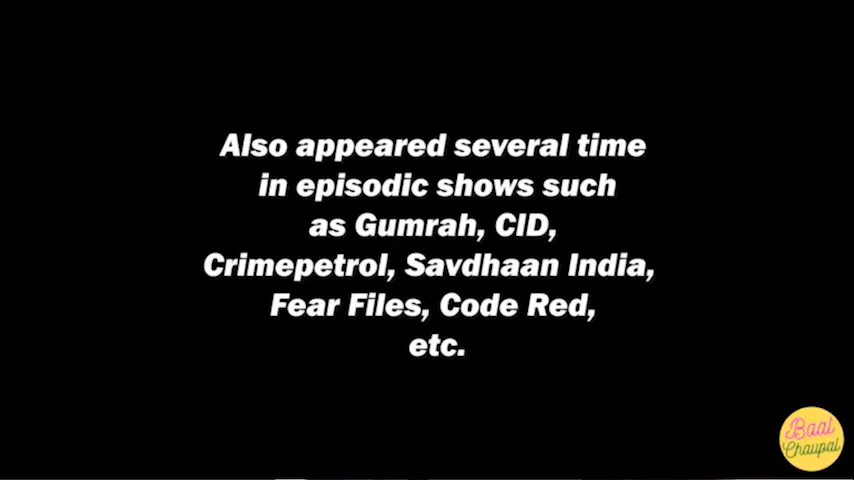 Also appeared several time
in episodic shows such
as Gumrah, CID,
Crimepetrol, Savdhaan India,
Fear Files, Code Red,
etc.
Baal
Chaupal